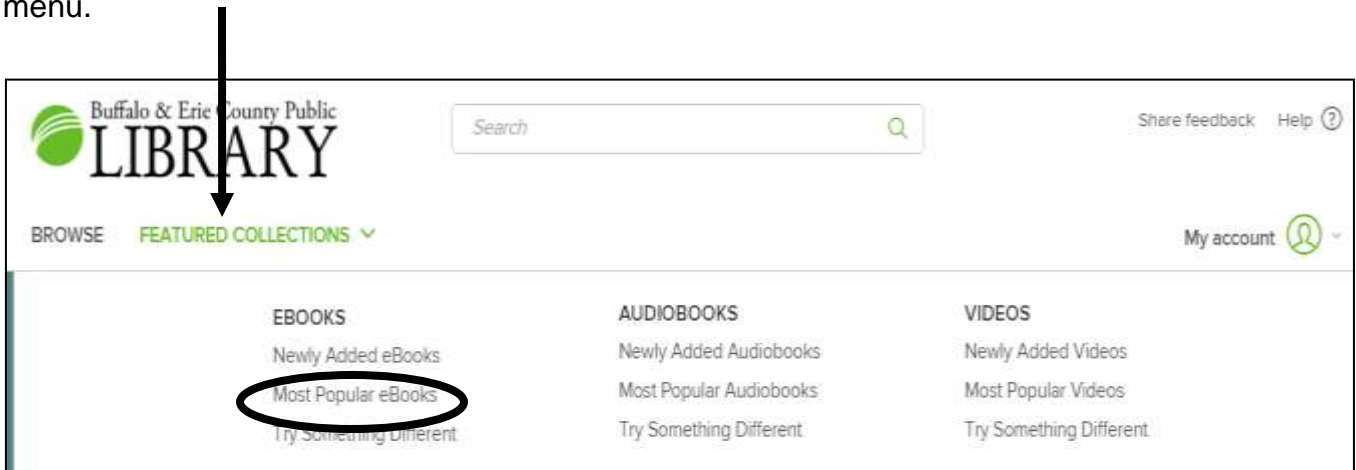 menu.
Buffalo & Erie County Public
LIBRARY
Search
Share feedback Help ?
BROWSE FEATURED COLLECTIONS
My account
EBOOKS AUDIOBOOKS VIDEOS
Newly Added eBooks Newly Added Audiobooks Newly Added Videos
Most Popular eBooks Most Popular Audiobooks Most Popular Videos
Try Something Different Try Something Different Try Something Different